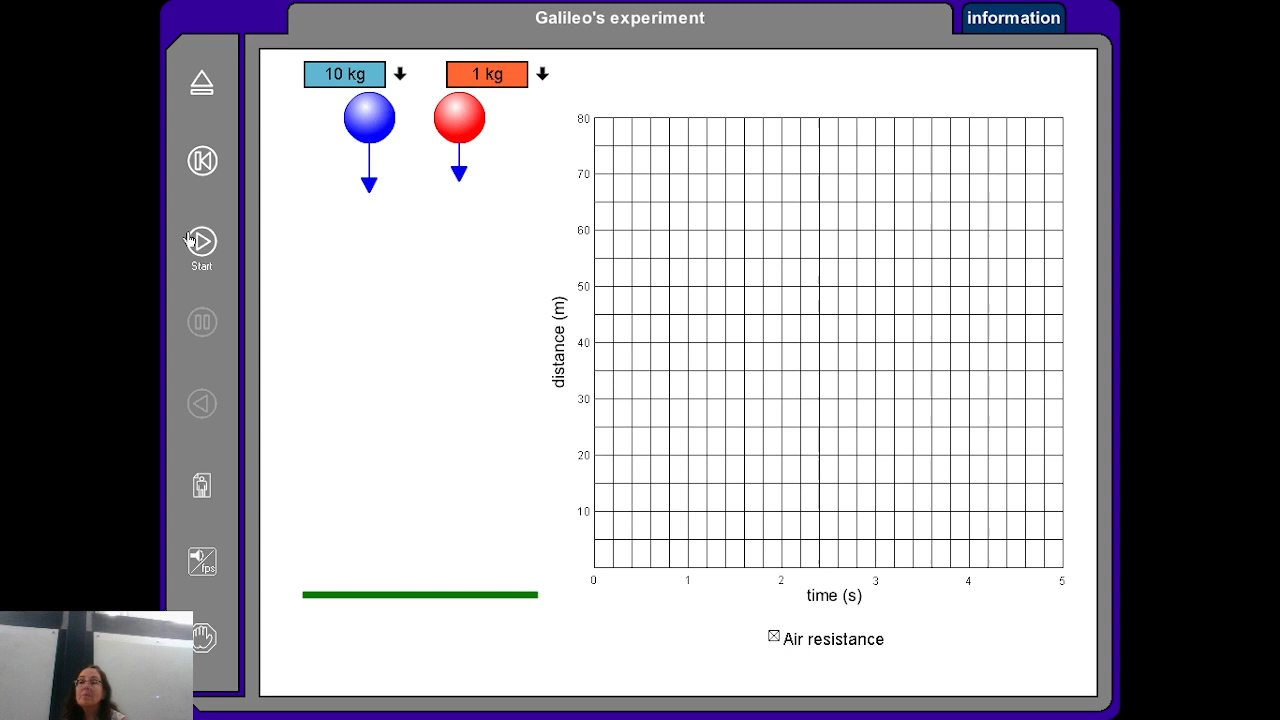 Galileo's experiment
information
10 kg
1 kg
Start
fps
distance (m)
80
70
60
50
40
30
20
10
0 1 2 3 4 5
time (s)
Air resistance